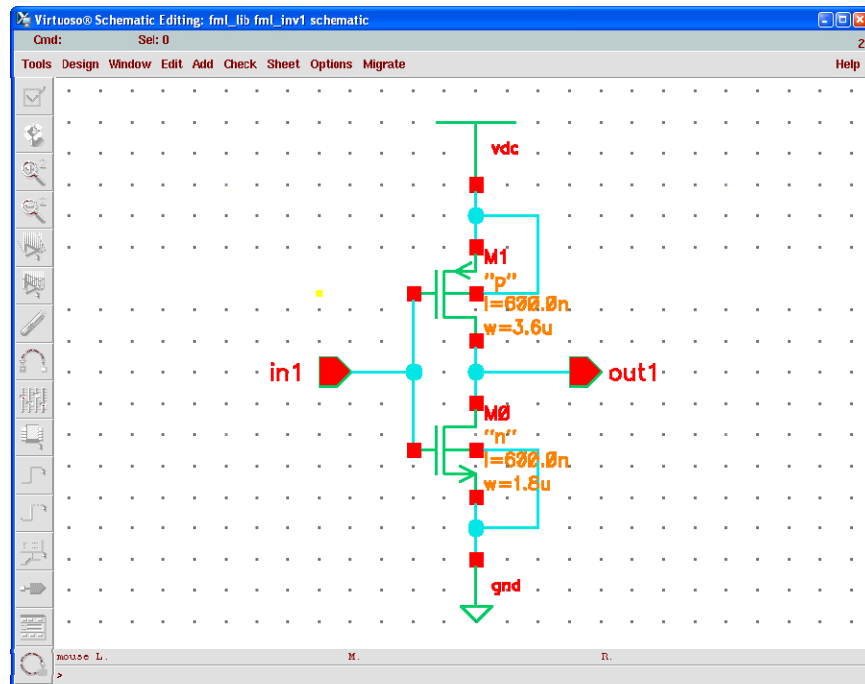 Virtuoso® Schematic Editing: fml_lib fml_inv1 schematic
Cmd: Sel: 0
2
Tools Design Window Edit Add Check Sheet Options Migrate Help
vdc
M1
"p"
l=600.0n
w=3.6u
in1
out1
M0
"n"
l=600.0n
w=1.8u
gnd
mouse L. M. R.
>